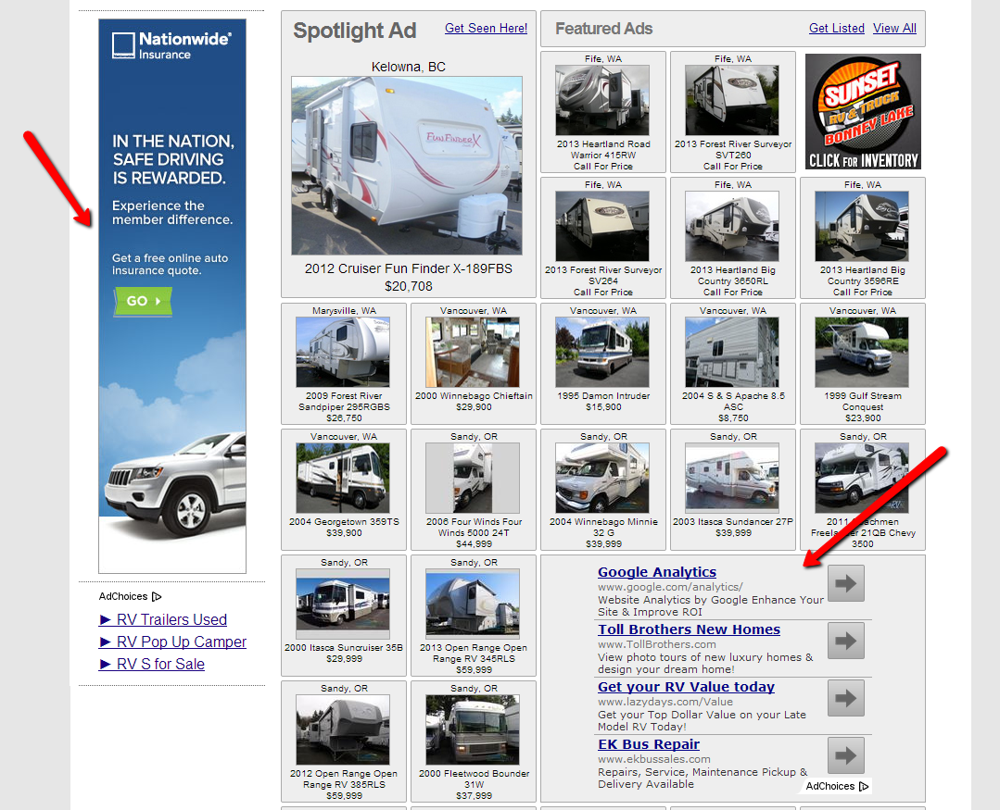 Nationwide®
Insurance
IN THE NATION,
SAFE DRIVING
IS REWARDED.
Experience the
member difference.
Get a free online auto
insurance quote.
GO
AdChoices
► RV Trailers Used
► RV Pop Up Camper
► RV S for Sale
Spotlight Ad
Get Seen Here!
Kelowna, BC
FUN FINDER X
2012 Cruiser Fun Finder X-189FBS
$20,708
Featured Ads
Get Listed View All
Fife, WA
2013 Heartland Road
Warrior 415RW
Call For Price
Fife, WA
2013 Forest River Surveyor
SVT260
Call For Price
SUNSET
RV & TRUCK
BONNEY LAKE
CLICK FOR INVENTORY
Fife, WA
2013 Forest River Surveyor
SV264
Call For Price
Fife, WA
2013 Heartland Big
Country 3650RL
Call For Price
Fife, WA
2013 Heartland Big
Country 3596RE
Call For Price
Marysville, WA
2009 Forest River
Sandpiper 295RGBS
$26,750
Vancouver, WA
2000 Winnebago Chieftain
$29,900
Vancouver, WA
1995 Damon Intruder
$15,900
Vancouver, WA
2004 S & S Apache 8.5
ASC
$8,750
Vancouver, WA
1999 Gulf Stream
Conquest
$23,900
Vancouver, WA
2004 Georgetown 359TS
$39,900
Sandy, OR
2006 Four Winds Four
Winds 5000 24T
$44,999
Sandy, OR
2004 Winnebago Minnie
32 G
$39,999
Sandy, OR
2003 Itasca Sundancer 27P
$39,999
Sandy, OR
2011
21QB Chevy
3500
Sandy, OR
2000 Itasca Suncruiser 35B
$29,999
Sandy, OR
2013 Open Range Open
Range RV 345RLS
$59,999
Sandy, OR
2012 Open Range Open
Range RV 385RLS
$59,999
Sandy, OR
2000 Fleetwood Bounder
31W
$37,999
Google Analytics
www.google.com/analytics/
Website Analytics by Google Enhance Your
Site & Improve ROI
Toll Brothers New Homes
www.TollBrothers.com
View photo tours of new luxury homes &
design your dream home!
Get your RV Value today
www.lazydays.com/Value
Get your Top Dollar Value on your Late
Model RV Today!
EK Bus Repair
www.ekbussales.com
Repairs, Service, Maintenance Pickup &
Delivery Available
AdChoices